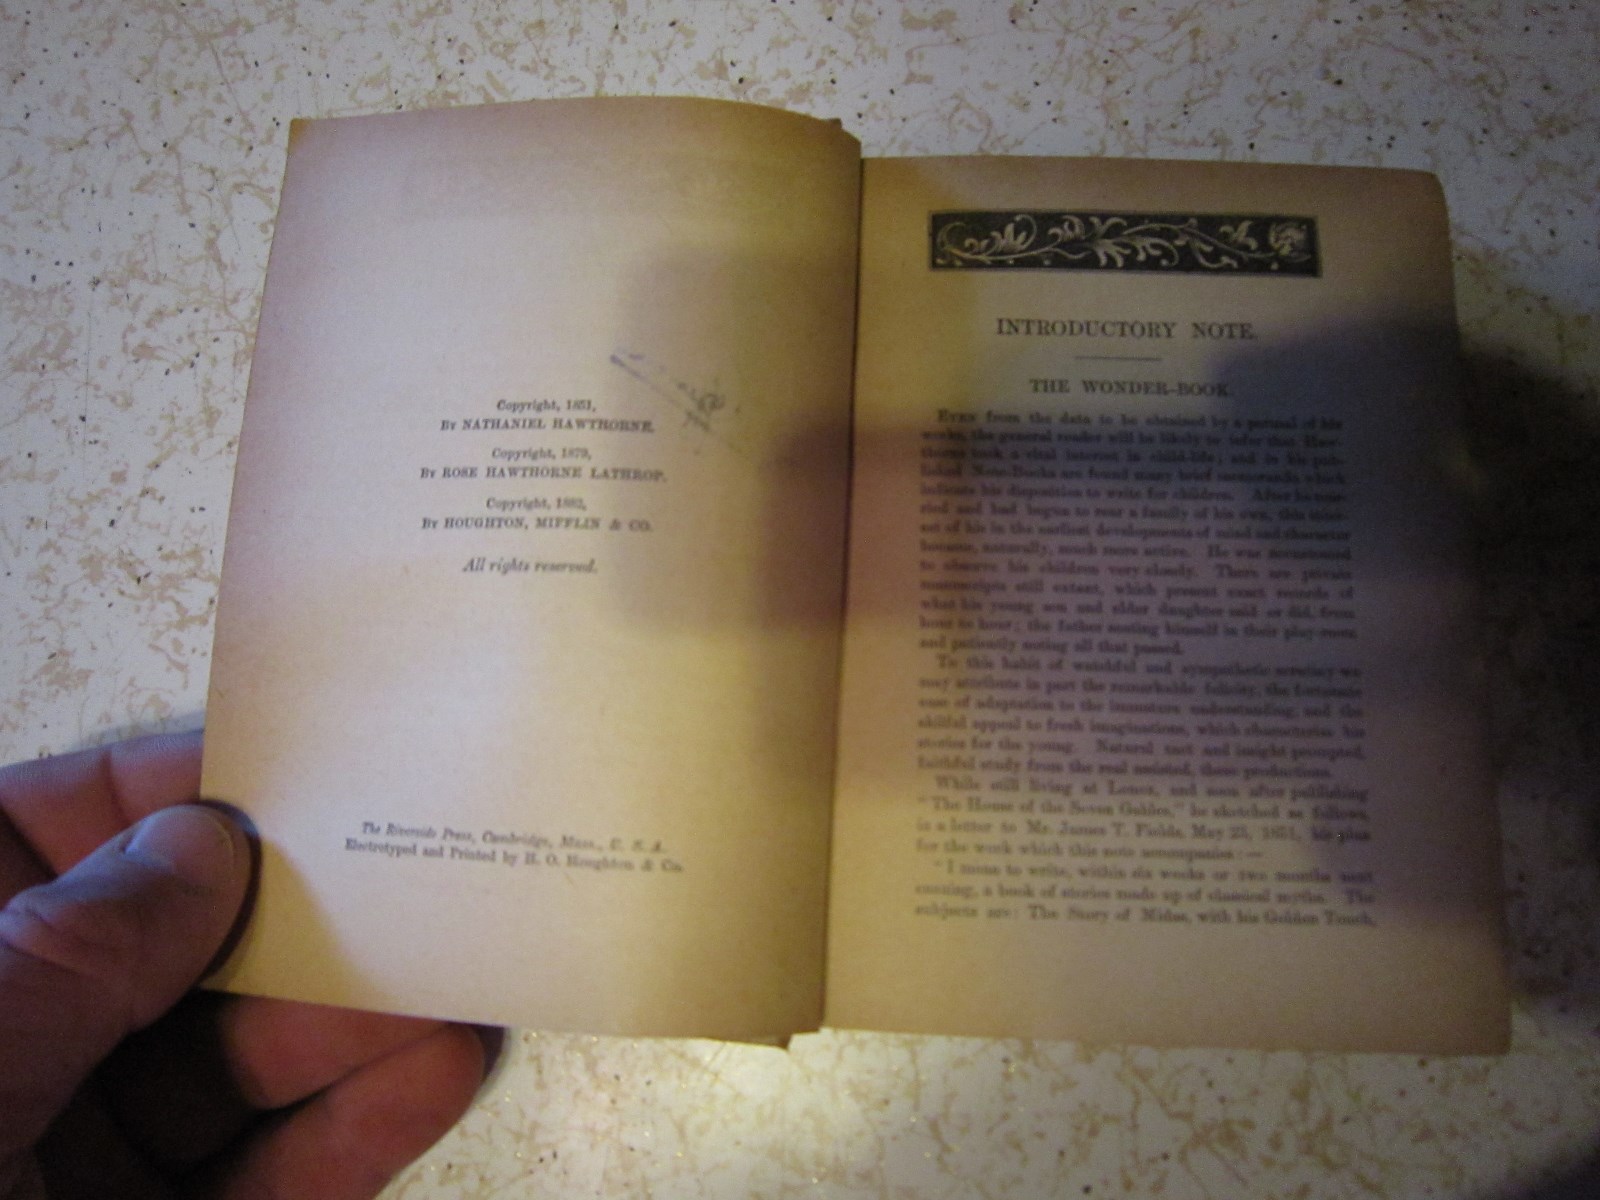 Copyright, 1851,
By NATHANIEL HAWTHORNE.
Copyright, 1879,
By ROSE HAWTHORNE LATHROP.
Copyright, 1883,
By HOUGHTON, MIFFLIN & CO.
All rights reserved.
The Riverside Press, Cambridge, Mass., U. S. A.
Electrotyped and Printed by H. O. Houghton & Co.
INTRODUCTORY NOTE.
THE WONDER-BOOK.
Even from the data to be obtained by a perusal of his
works, the general reader will be likely to infer that Haw-
thorne took a vital interest in child-life; and in his pub-
lished Note-Books are found many brief memoranda which
indicate his disposition to write for children. After he mar-
ried and had begun to rear a family of his own, this inter-
est of his in the earliest developments of mind and character
became, naturally, much more active. He was accustomed
to observe his children very closely. There are private
manuscripts still extant, which present exact records of
what his young son and elder daughter said or did, from
hour to hour; the father seating himself in their play-room
and patiently noting all that passed.
To this habit of watchful and sympathetic scrutiny we
may attribute in part the remarkable felicity, the fortunate
ease of adaptation to the immature understanding, and the
skilful appeal to fresh imaginations, which characterize his
stories for the young. Natural tact and insight prompted,
faithful study from the real assisted, these productions.
While still living at Lenox, and soon after publishing
"The House of the Seven Gables," he sketched as follows,
in a letter to Mr. James T. Fields, May 23, 1851, his plan
for the work which this note accompanies:—
"I mean to write, within six weeks or two months next
coming, a book of stories made up of classical myths. The
subjects are: The Story of Midas, with his Golden Touch,